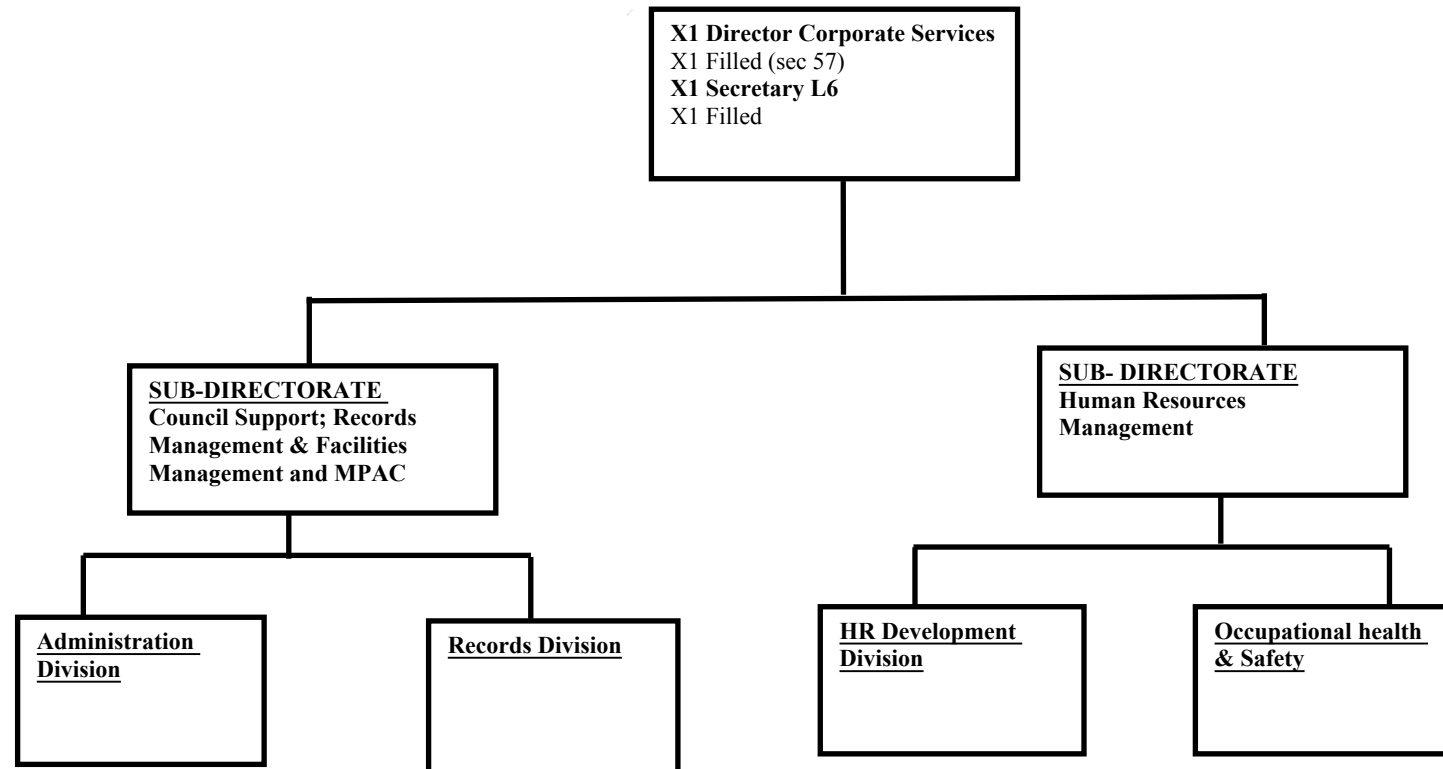 X1 Director Corporate Services
X1 Filled (sec 57)
X1 Secretary L6
X1 Filled
SUB-DIRECTORATE
Council Support; Records
Management & Facilities
Management and MPAC
SUB- DIRECTORATE
Human Resources
Management
Administration
Division
Records Division
HR Development
Division
Occupational health
& Safety